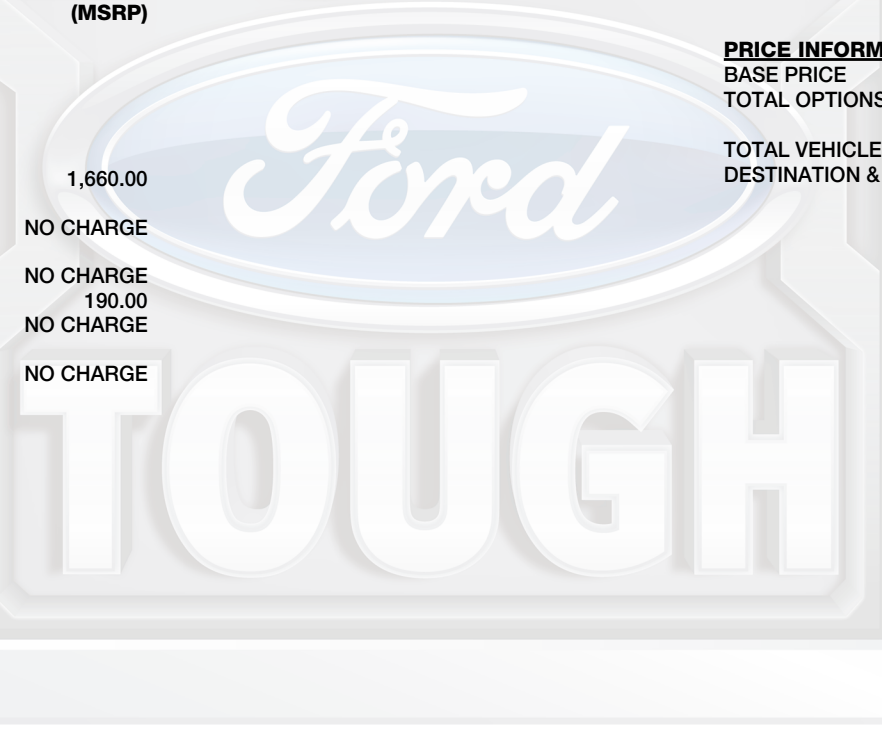 (MSRP)
1,660.00
NO CHARGE
NO CHARGE
190.00
NO CHARGE
NO CHARGE
PRICE INFORM
BASE PRICE
TOTAL OPTIONS
TOTAL VEHICLE
DESTINATION &
Ford
TOUGH